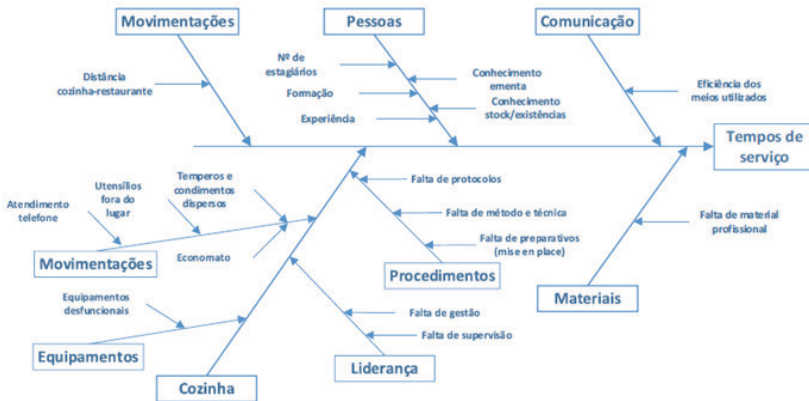 Movimentações
Pessoas
Comunicação
Nº de
estagiários
Distância
cozinha-restaurante
Conhecimento
ementa
Formação
Conhecimento
stock/existências
Eficiência dos
meios utilizados
Experiência
Tempos de
serviço
Temperos e
condimentos
dispersos
Utensílios
fora do
lugar
Atendimento
telefone
Falta de protocolos
Falta de método e técnica
Falta de material
profissional
Economato
Falta de preparativos
(mise en place)
Movimentações
Procedimentos
Equipamentos
desfuncionais
Materiais
Falta de gestão
Falta de supervisão
Equipamentos
Liderança
Cozinha